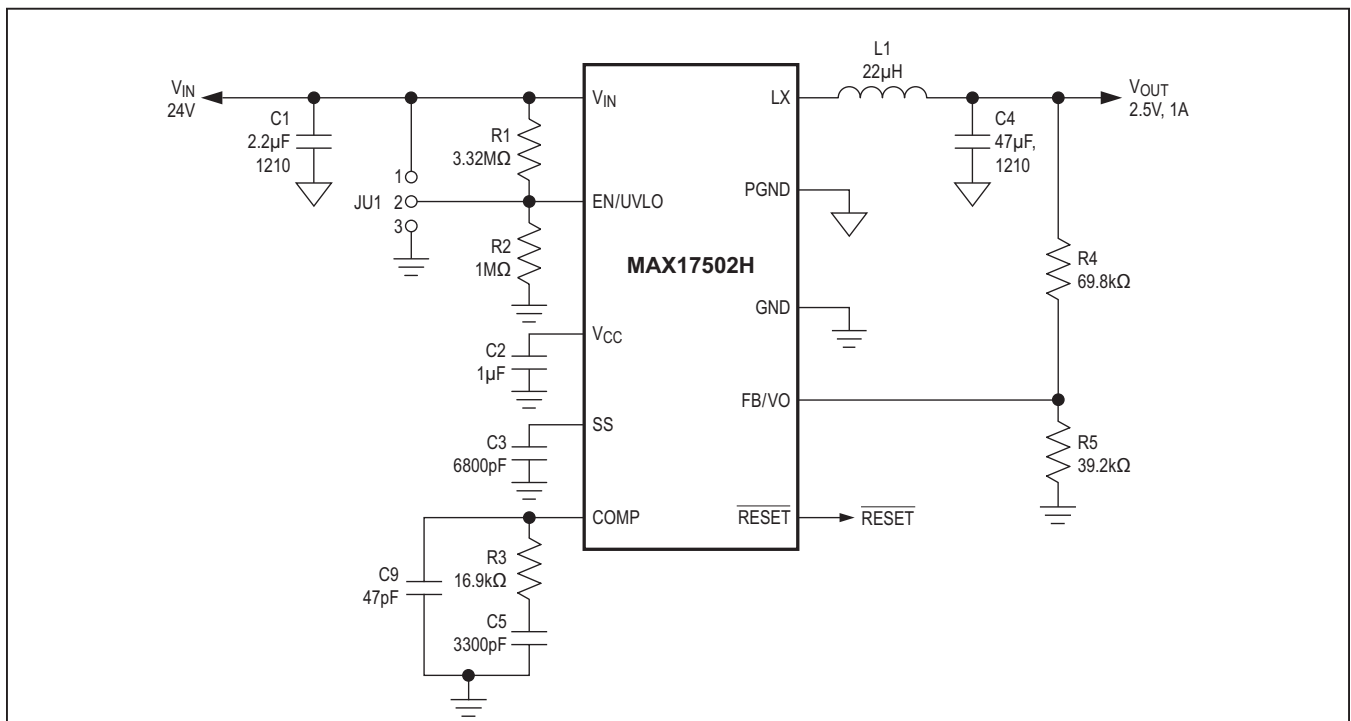 V_IN
24V
C1
2.2µF
1210
JU1
1
2
3
R1
3.32MΩ
R2
1MΩ
C2
1µF
C3
6800pF
C9
47pF
R3
16.9kΩ
C5
3300pF
V_IN
EN/UVLO
V_CC
SS
COMP
MAX17502H
LX
PGND
GND
FB/VO
RESET
RESET
L1
22µH
C4
47µF,
1210
V_OUT
2.5V, 1A
R4
69.8kΩ
R5
39.2kΩ